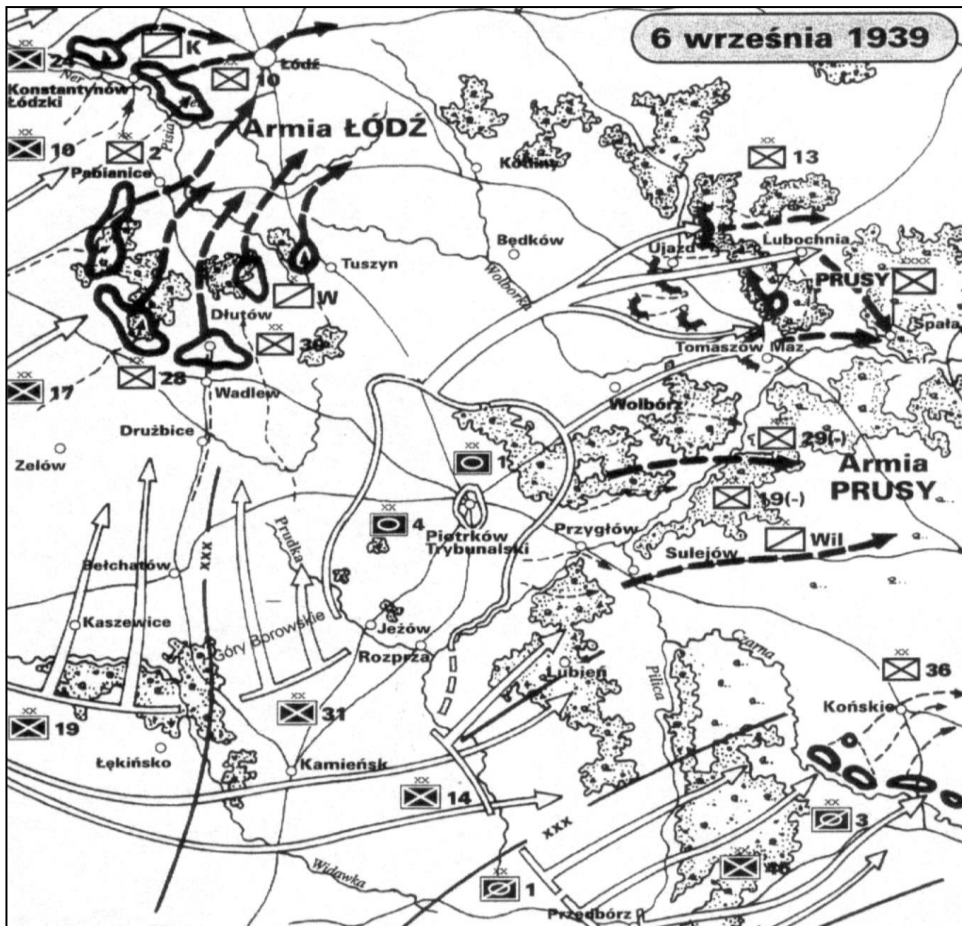 6 września 1939
K
24
10
Łódź
Ner
Konstantynów
Łódzki
Armia ŁÓDŹ
10
2
Pisia
Pabianice
13
Kotliny
Będków
Ujazd
Lubochnia
Tuszyn
Wolborka
PRUSY
W
Dłutów
30
Spała
Tomaszów Maz.
28
17
Wadlew
Wolbórz
Drużbice
29(-)
Zelów
1
Armia
PRUSY
19(-)
4
Piotrków
Trybunalski
Przygłów
Wil
Prudka
Sulejów
Bełchatów
xxx
Kaszewice
Góry Borowskie
Jeżów
Rozprza
Czarna
Lubień
Pilica
36
Końskie
19
31
Łękińsko
Kamieńsk
14
3
xxx
Widawka
1
46
Przedbórz